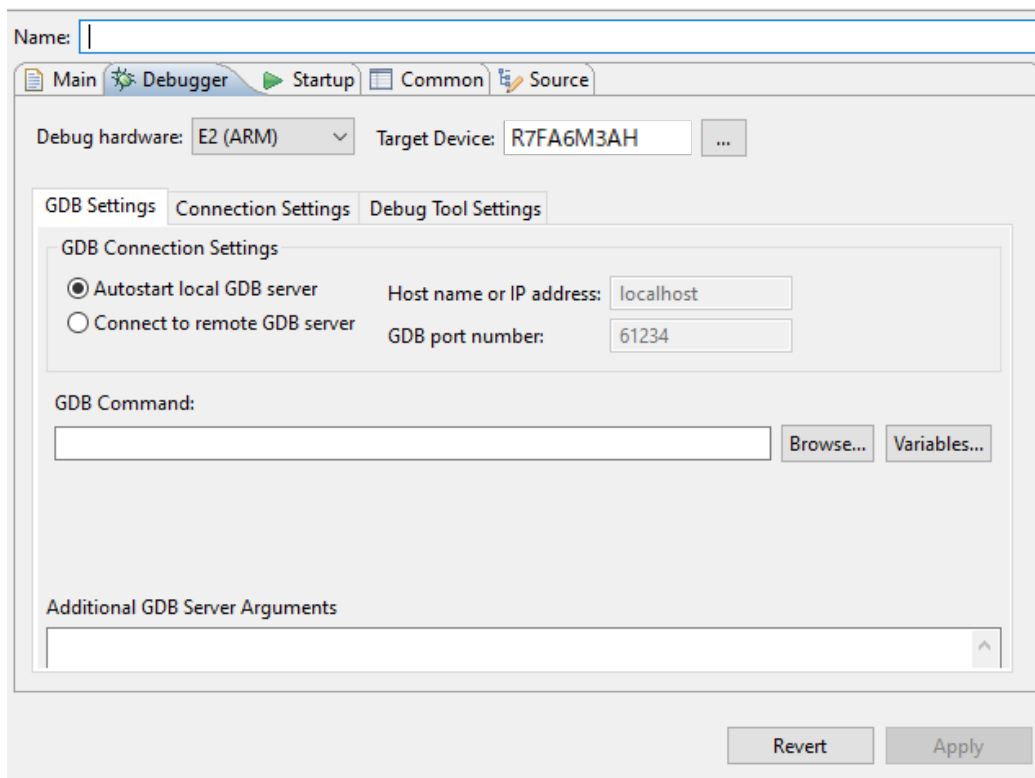 Name:
Main Debugger Startup Common Source
Debug hardware: E2 (ARM) Target Device: R7FA6M3AH ...
GDB Settings Connection Settings Debug Tool Settings
GDB Connection Settings
Autostart local GDB server
Host name or IP address: localhost
Connect to remote GDB server
GDB port number: 61234
GDB Command:
Browse... Variables...
Additional GDB Server Arguments
Revert Apply